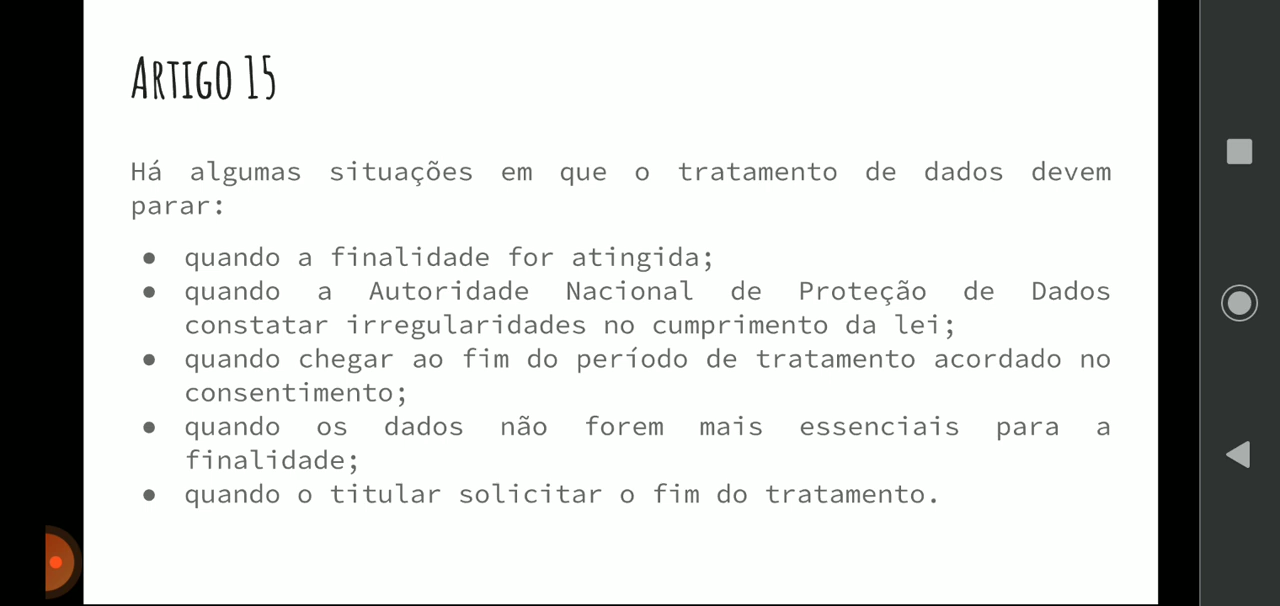 Artigo 15
Há algumas situações em que o tratamento de dados devem
parar:
● quando a finalidade for atingida;
● quando a Autoridade Nacional de Proteção de Dados
constatar irregularidades no cumprimento da lei;
● quando chegar ao fim do período de tratamento acordado no
consentimento;
● quando os dados não forem mais essenciais para a
finalidade;
● quando o titular solicitar o fim do tratamento.